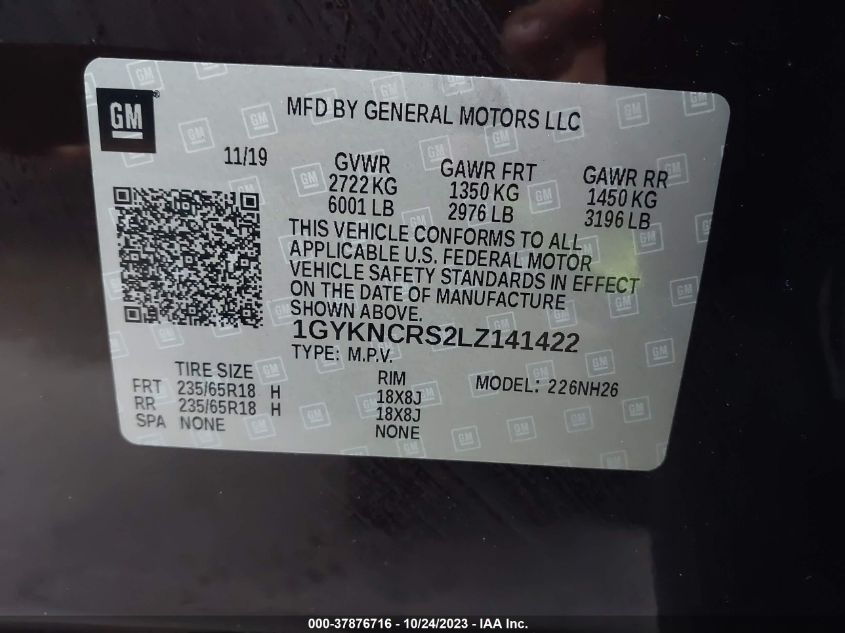 GM
MFD BY GENERAL MOTORS LLC
11/19
GVWR
2722 KG
6001 LB
GAWR FRT
1350 KG
2976 LB
GAWR RR
1450 KG
3196 LB
THIS VEHICLE CONFORMS TO ALL
APPLICABLE U.S. FEDERAL MOTOR
VEHICLE SAFETY STANDARDS IN EFFECT
ON THE DATE OF MANUFACTURE
SHOWN ABOVE.
1GYKNCRS2LZ141422
TYPE: M.P.V.
MODEL: 226NH26
TIRE SIZE
RIM
FRT 235/65R18 H 18X8J
RR 235/65R18 H 18X8J
SPA NONE NONE
000-37876716 - 10/24/2023 - IAA Inc.